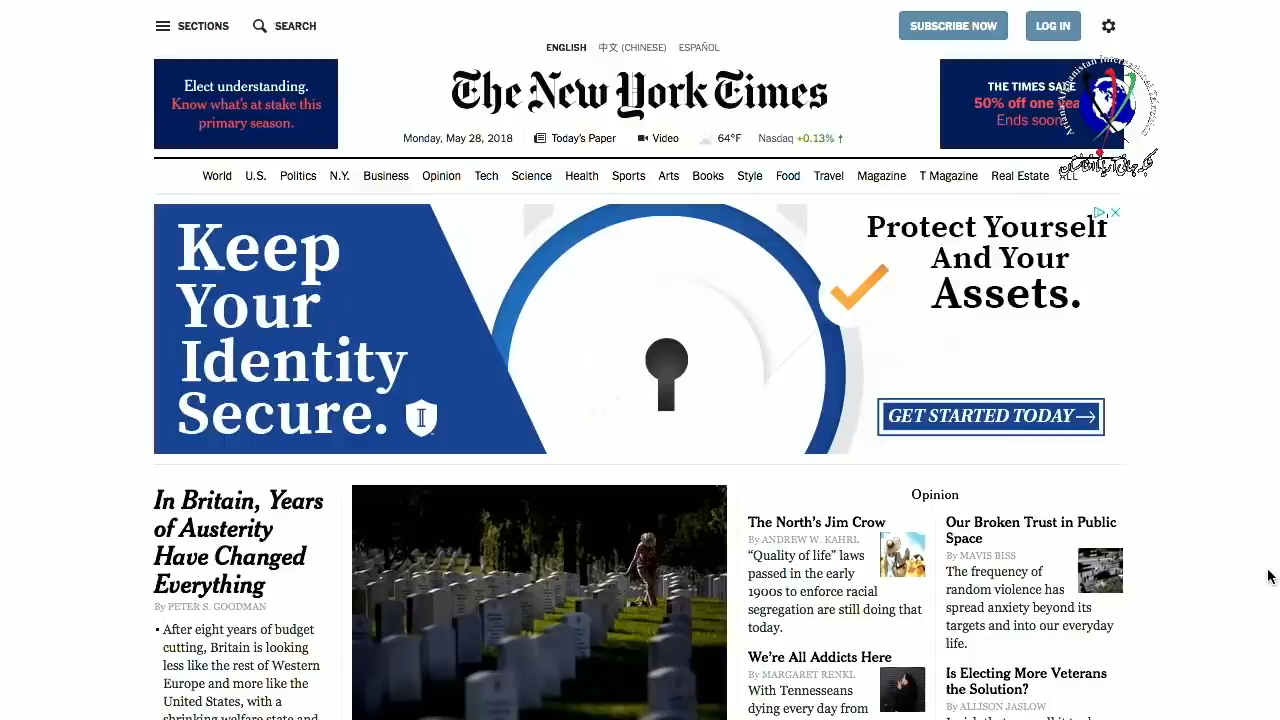 SECTIONS
SEARCH
SUBSCRIBE NOW
LOG IN
ENGLISH 中文 (CHINESE) ESPAÑOL
Elect understanding.
Know what's at stake this
primary season.
The New York Times
THE TIMES SALE
50% off one yea
Ends soon
Monday, May 28, 2018
Today's Paper
Video
64°F
Nasdaq +0.13% ↑
World U.S. Politics N.Y. Business Opinion Tech Science Health Sports Arts Books Style Food Travel Magazine T Magazine Real Estate ALL
Keep
Your
Identity
Secure.
Protect Yourself
And Your
Assets.
GET STARTED TODAY→
In Britain, Years
of Austerity
Have Changed
Everything
By PETER S. GOODMAN
• After eight years of budget
cutting, Britain is looking
less like the rest of Western
Europe and more like the
United States, with a
shrinking welfare state and
Opinion
The North's Jim Crow
By ANDREW W. KAHRL
“Quality of life” laws
passed in the early
1900s to enforce racial
segregation are still doing that
today.
We're All Addicts Here
By MARGARET RENKL
With Tennesseans
dying every day from
Our Broken Trust in Public
Space
By MAVIS BISS
The frequency of
random violence has
spread anxiety beyond its
targets and into our everyday
life.
Is Electing More Veterans
the Solution?
By ALLISON JASLOW